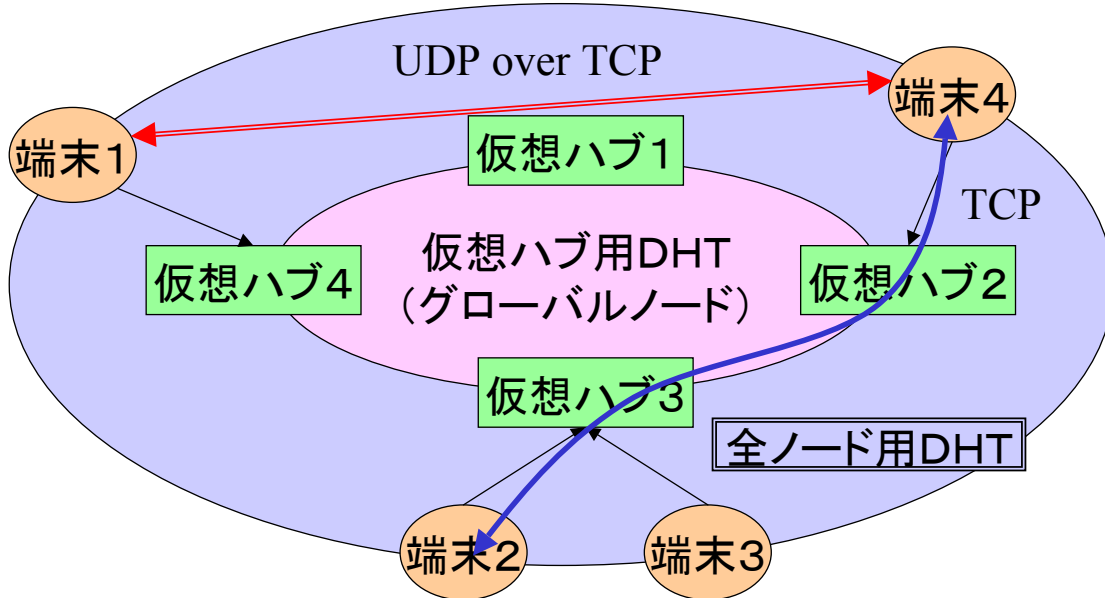 UDP over TCP
端末4
端末1
仮想ハブ1
TCP
仮想ハブ用DHT
(グローバルノード)
仮想ハブ4
仮想ハブ2
仮想ハブ3
全ノード用DHT
端末2
端末3